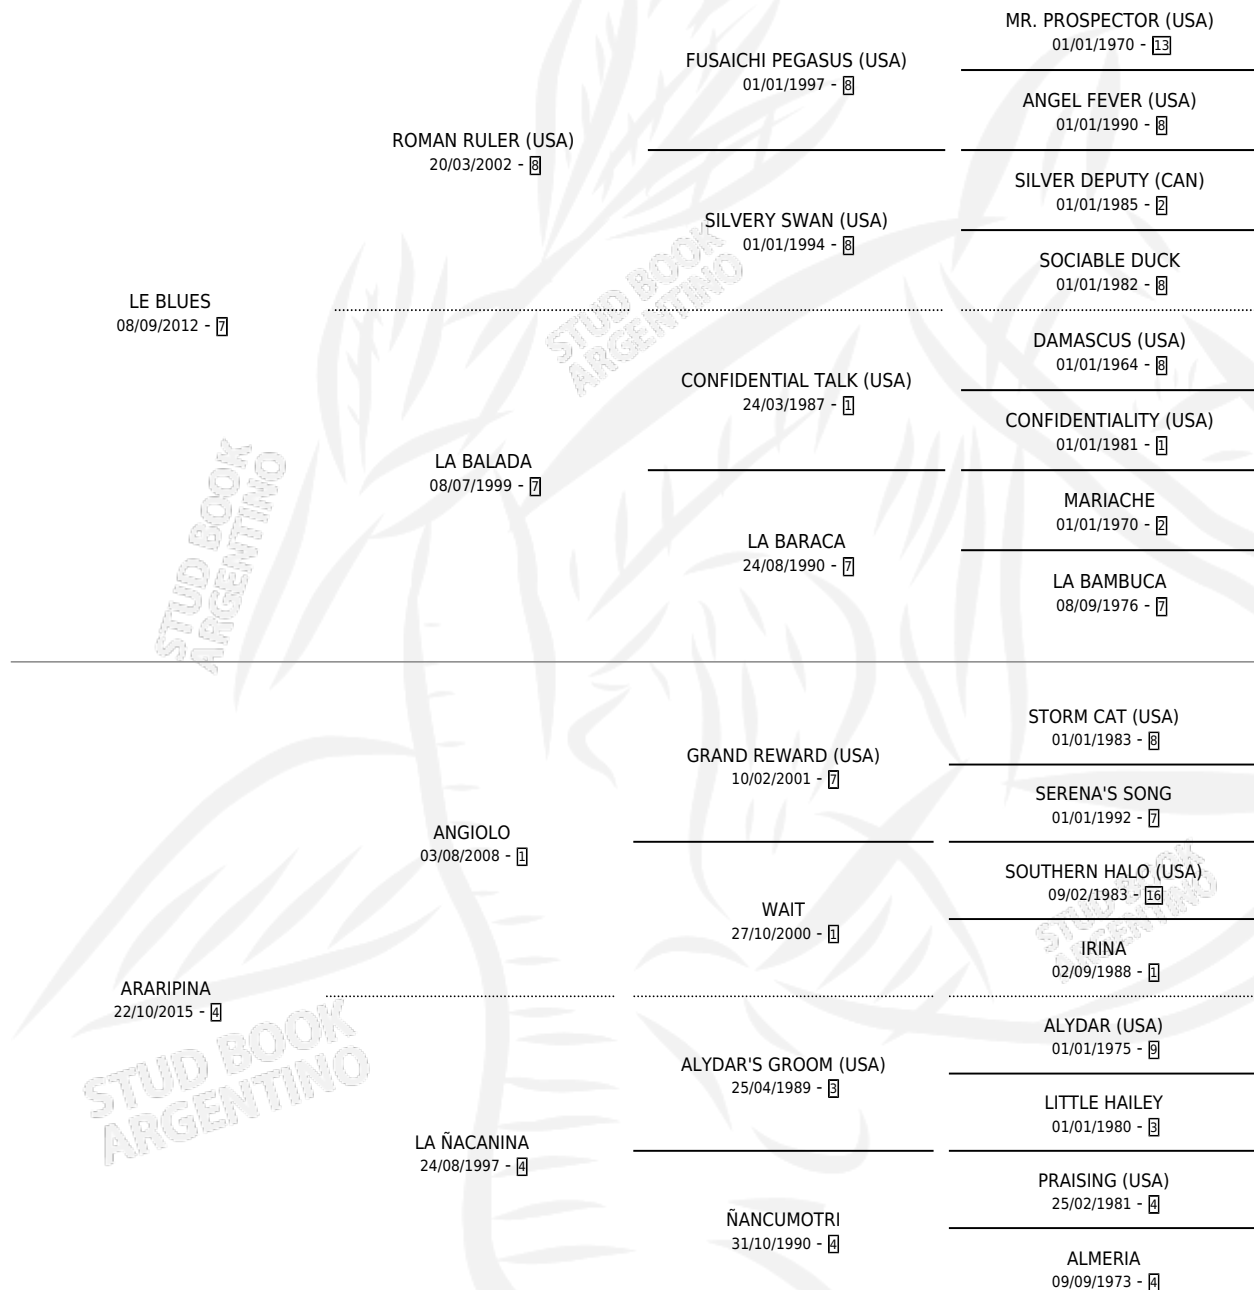 MR. PROSPECTOR (USA)
01/01/1970 - 13
FUSAICHI PEGASUS (USA)
01/01/1997 - 8
ANGEL FEVER (USA)
01/01/1990 - 8
ROMAN RULER (USA)
20/03/2002 - 8
SILVER DEPUTY (CAN)
01/01/1985 - 2
SILVERY SWAN (USA)
01/01/1994 - 8
SOCIABLE DUCK
01/01/1982 - 8
LE BLUES
08/09/2012 - 7
DAMASCUS (USA)
01/01/1964 - 8
CONFIDENTIAL TALK (USA)
24/03/1987 - 1
CONFIDENTIALITY (USA)
01/01/1981 - 1
LA BALADA
08/07/1999 - 7
MARIACHE
01/01/1970 - 2
LA BARACA
24/08/1990 - 7
LA BAMBUCA
08/09/1976 - 7
STORM CAT (USA)
01/01/1983 - 8
GRAND REWARD (USA)
10/02/2001 - 7
SERENA'S SONG
01/01/1992 - 7
ANGIOLO
03/08/2008 - 1
SOUTHERN HALO (USA)
09/02/1983 - 16
WAIT
27/10/2000 - 1
IRINA
02/09/1988 - 1
ARARIPINA
22/10/2015 - 4
ALYDAR (USA)
01/01/1975 - 9
ALYDAR'S GROOM (USA)
25/04/1989 - 3
LITTLE HAILEY
01/01/1980 - 3
LA ÑACANINA
24/08/1997 - 4
PRAISING (USA)
25/02/1981 - 4
ÑANCUMOTRI
31/10/1990 - 4
ALMERIA
09/09/1973 - 4
STUD BOOK
ARGENTINO
STUD BOOK
ARGENTINO
STUD BOOK
ARGENTINO
STUD BOOK
ARGENTINO